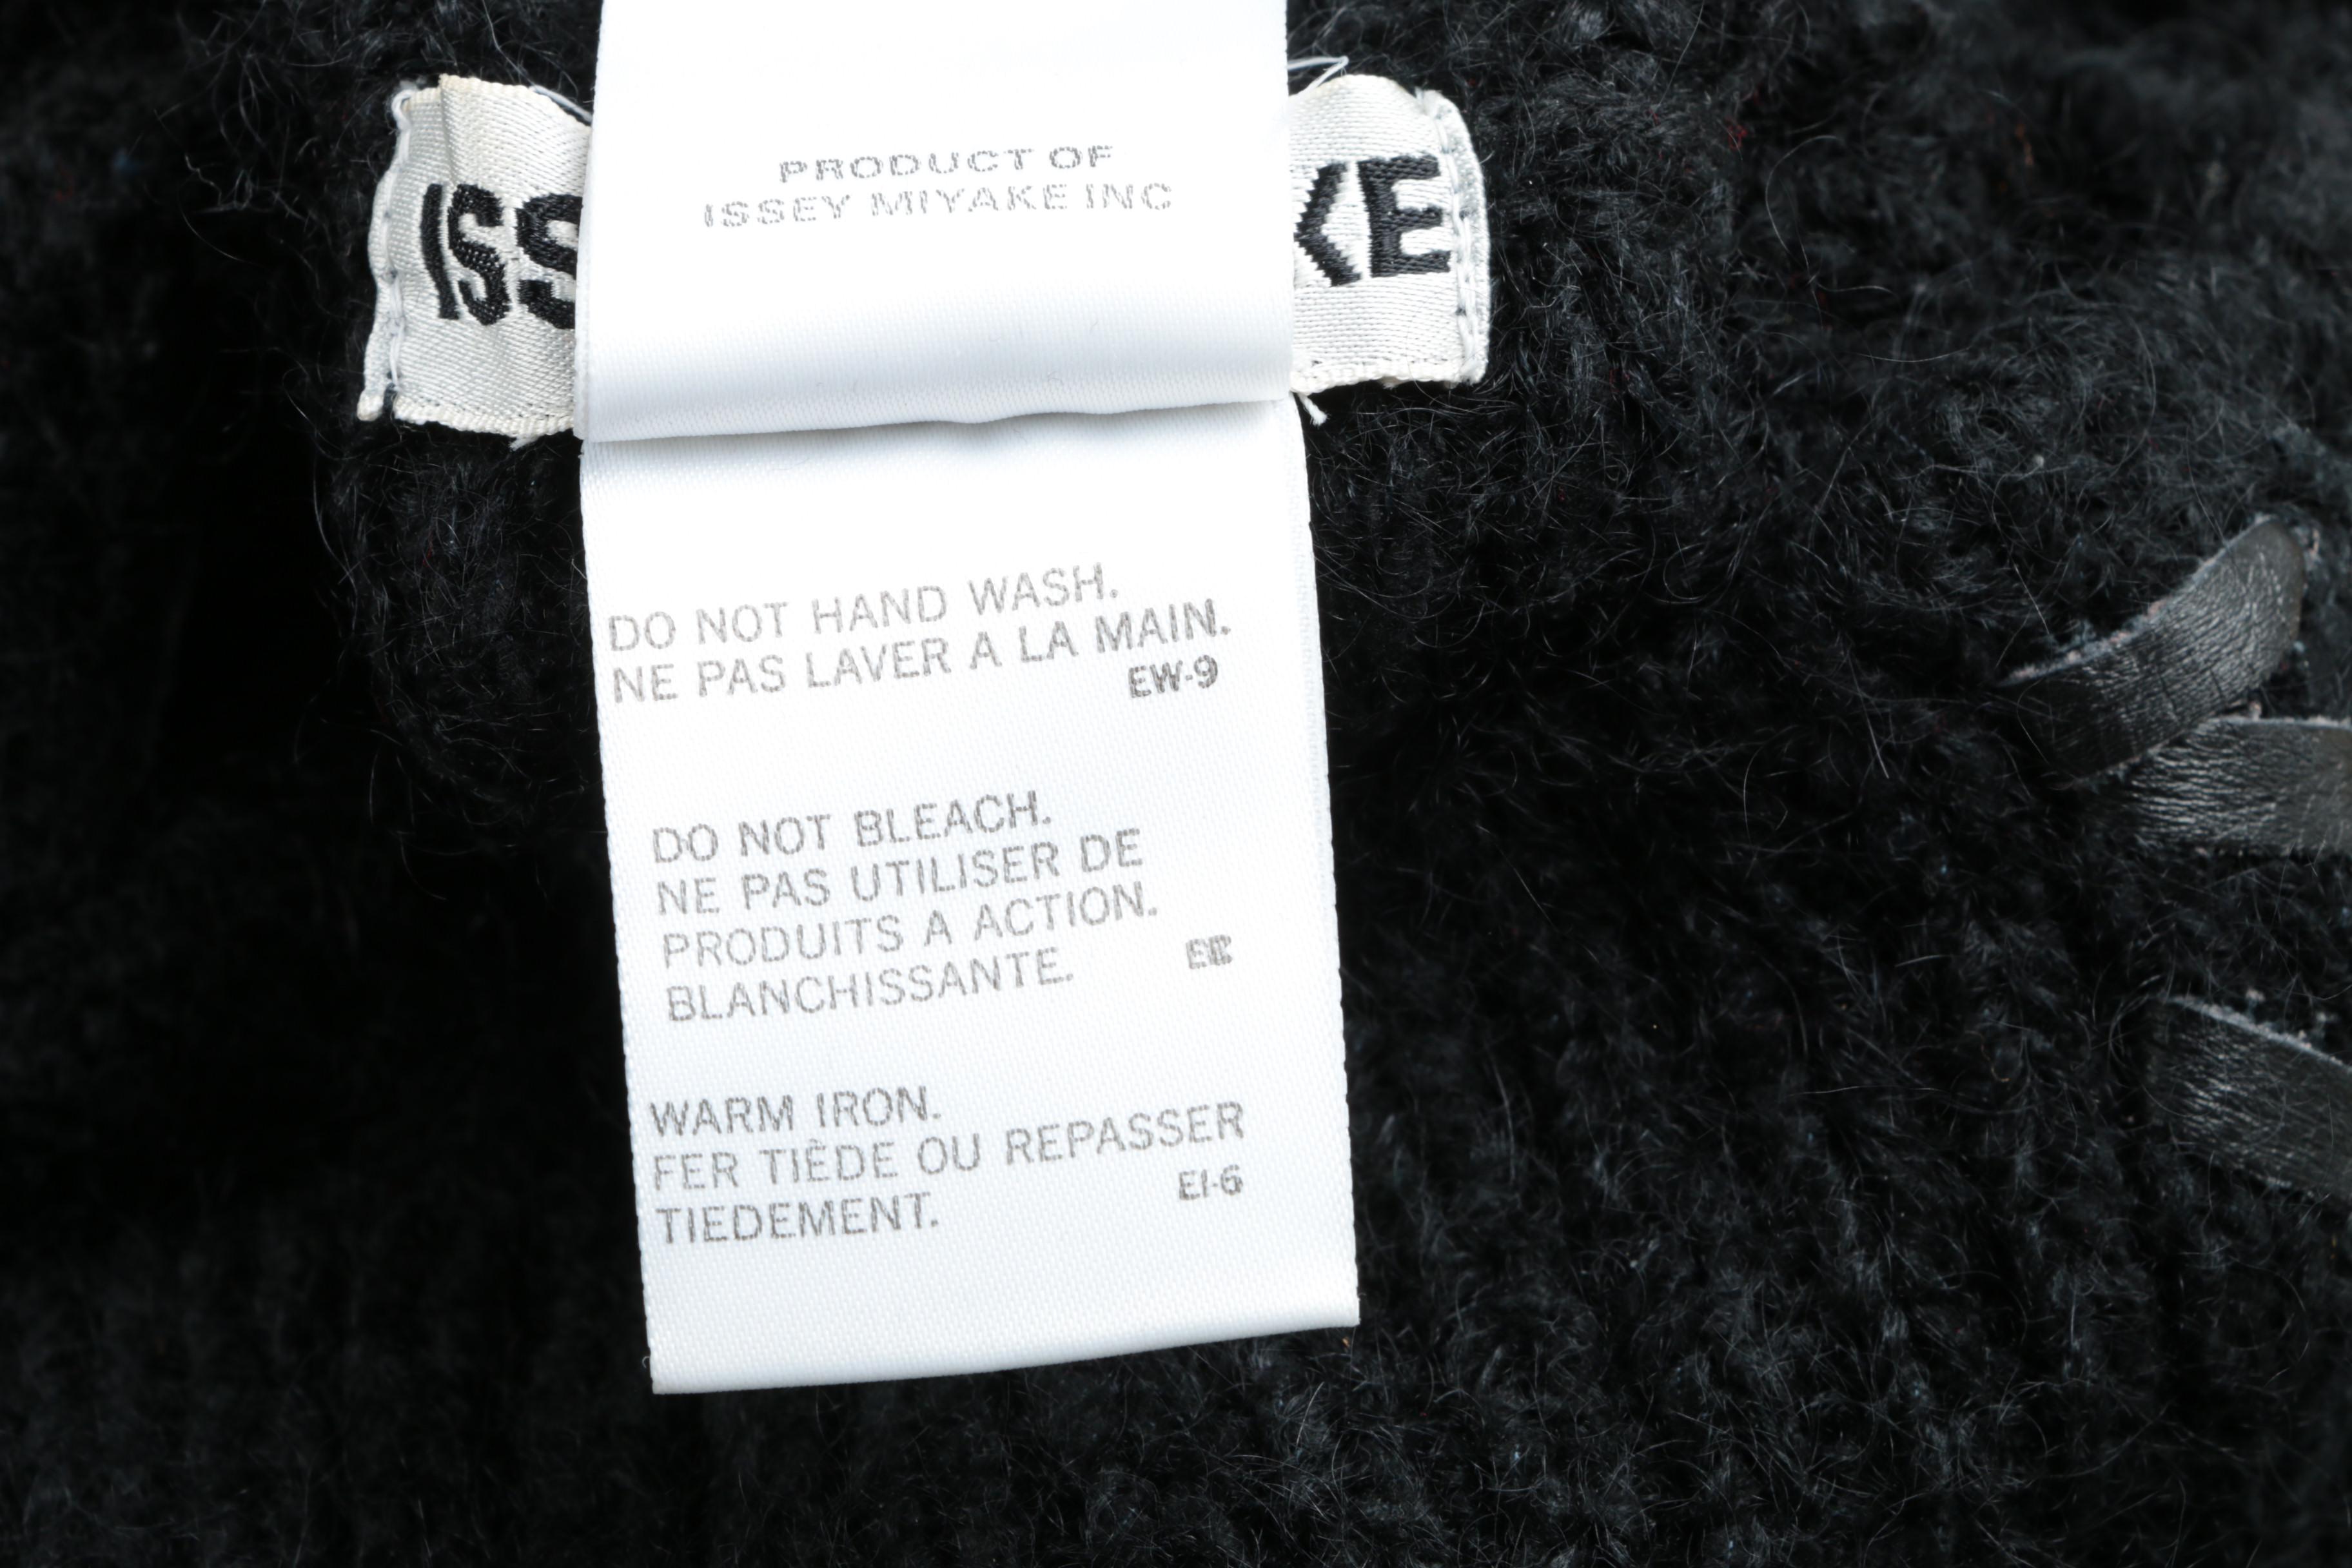 PRODUCT OF
ISSEY MIYAKE INC
ISS
KE
DO NOT HAND WASH.
NE PAS LAVER A LA MAIN.
EW-9
DO NOT BLEACH.
NE PAS UTILISER DE
PRODUITS A ACTION.
BLANCHISSANTE.
WARM IRON.
FER TIÈDE OU REPASSER
TIEDEMENT.
EI-6